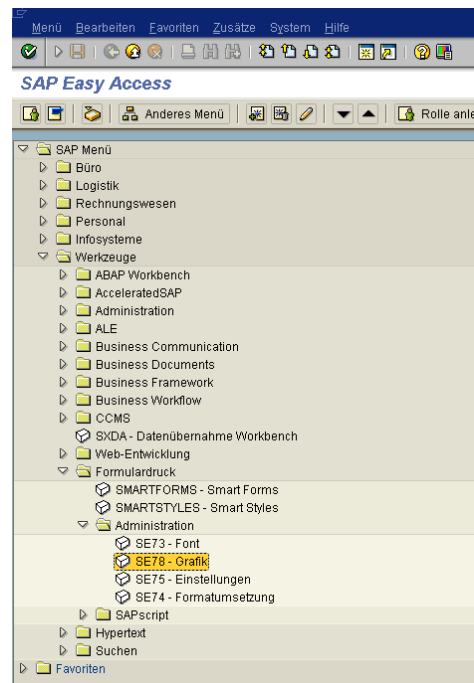 Menü Bearbeiten Favoriten Zusätze System Hilfe
SAP Easy Access
Anderes Menü Rolle anle
SAP Menü
Büro
Logistik
Rechnungswesen
Personal
Infosysteme
Werkzeuge
ABAP Workbench
AcceleratedSAP
Administration
ALE
Business Communication
Business Documents
Business Framework
Business Workflow
CCMS
SXDA - Datenübernahme Workbench
Web-Entwicklung
Formulardruck
SMARTFORMS - Smart Forms
SMARTSTYLES - Smart Styles
Administration
SE73 - Font
SE78 - Grafik
SE75 - Einstellungen
SE74 - Formatumsetzung
SAPscript
Hypertext
Suchen
Favoriten